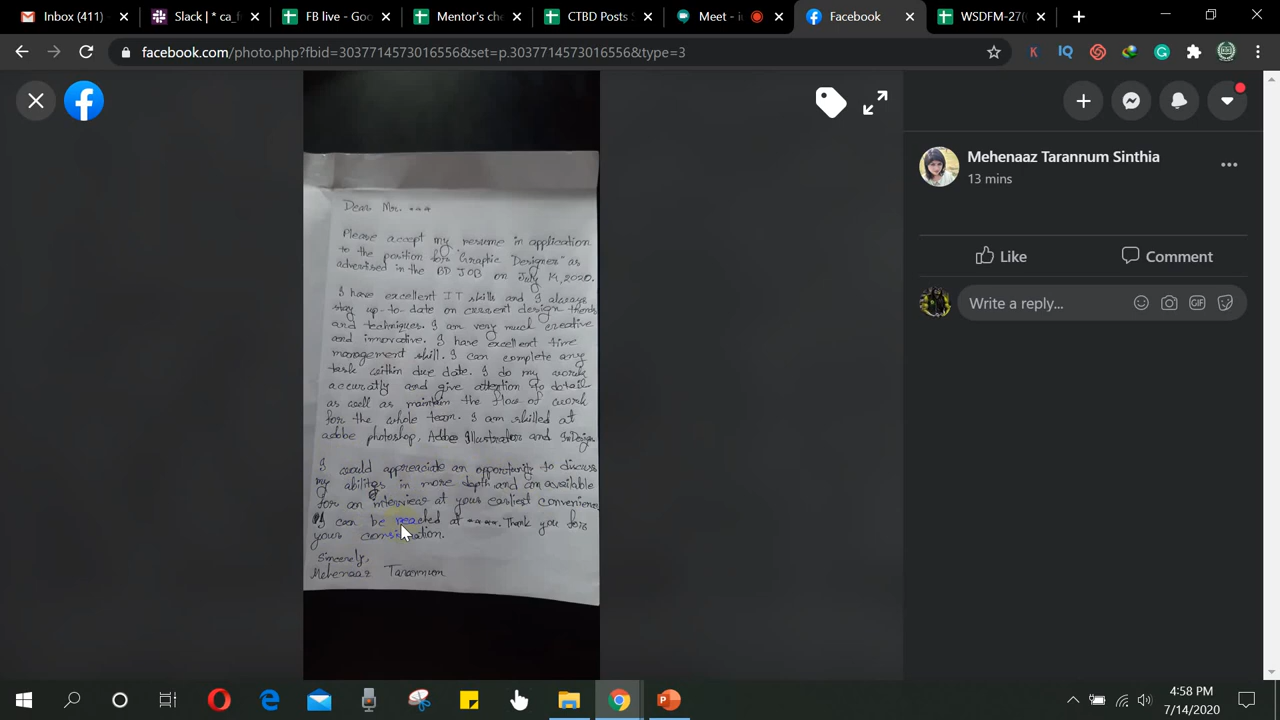 Inbox (411)
Slack | * ca_f
FB live - Goo
Mentor's che
CTBD Posts S
Meet - i
Facebook
WSDFM-27(
facebook.com/photo.php?fbid=3037714573016556&set=p.3037714573016556&type=3
Dear Mr. ****
Please accept my resume in application
to the position for "Graphic Designer" as
advertised in the BD JOB on July 14, 2020.
I have excellent IT skills and I always
stay up-to-date on current design
and techniques. I am very much creative
and innovative. I have excellent time
management skill. I can complete any
task within due date. I do my work
accuratly and give attention to detail
as well as maintain the flow of work
for the whole team. I am skilled at
adobe photoshop, Adobe Illustrator and InDesign
I would appreaciate an opportunity to discuss
my abilities in more depth and am available
for an interview at your earliest convenience
I can be reached at ****. Thank you for
your consideration.
Sincerely,
Mehenaaz Tarannum
Mehenaaz Tarannum Sinthia
13 mins
Like
Comment
Write a reply...
GIF
4:58 PM
7/14/2020